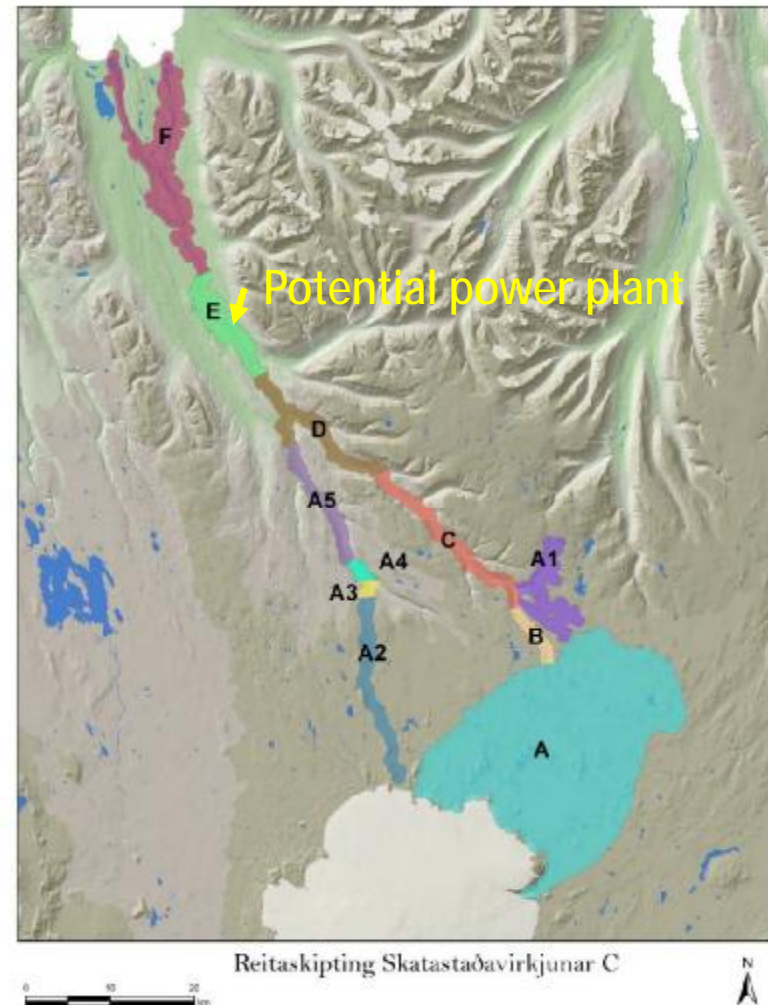 F
Potential power plant
E
D
A5
C
A1
A4
A3
B
A2
A
Reitaskipting Skatastaðavirkjunar C
N
0 10 20
km